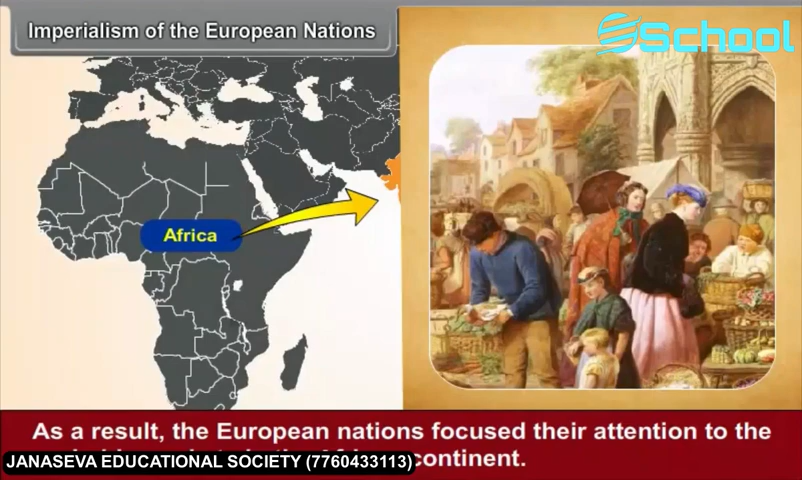 Imperialism of the European Nations
School
Africa
As a result, the European nations focused their attention to the
continent.
JANASEVA EDUCATIONAL SOCIETY (7760433113)